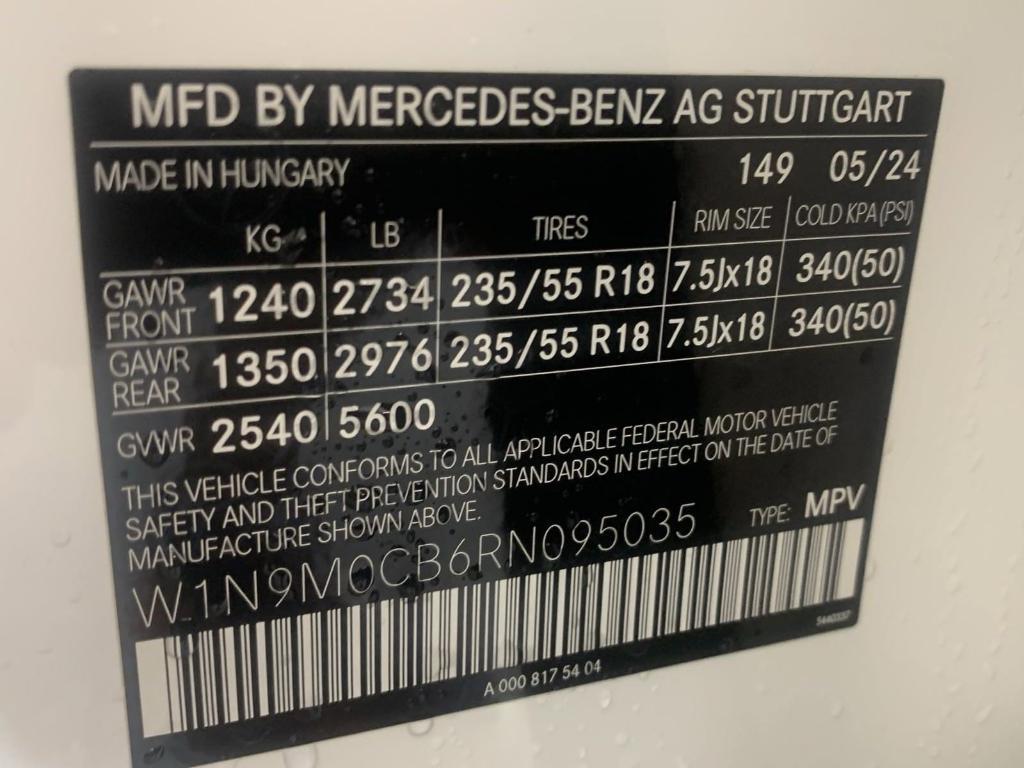 MFD BY MERCEDES-BENZ AG STUTTGART
MADE IN HUNGARY 149 05/24
KG LB TIRES RIM SIZE COLD KPA (PSI)
GAWR FRONT 1240 2734 235/55 R18 7.5Jx18 340(50)
GAWR REAR 1350 2976 235/55 R18 7.5Jx18 340(50)
GVWR 2540 5600
THIS VEHICLE CONFORMS TO ALL APPLICABLE FEDERAL MOTOR VEHICLE
SAFETY AND THEFT PREVENTION STANDARDS IN EFFECT ON THE DATE OF
MANUFACTURE SHOWN ABOVE.
W1N9M0CB6RN095035 TYPE: MPV
A 000 817 54 04